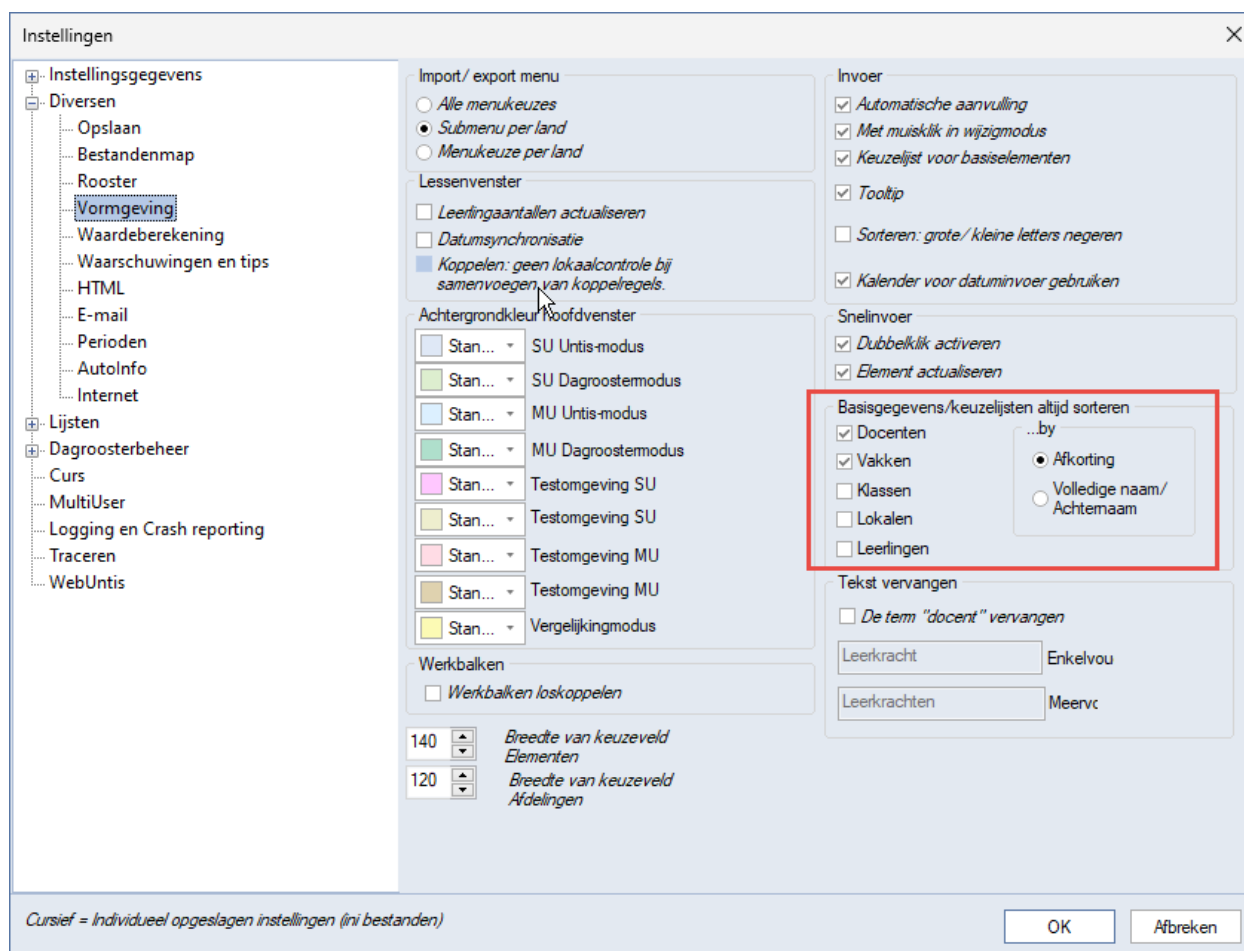 Instellingen
Instellingsgegevens
Diversen
Opslaan
Bestandenmap
Rooster
Vormgeving
Waardeberekening
Waarschuwingen en tips
HTML
E-mail
Perioden
AutoInfo
Internet
Lijsten
Dagroosterbeheer
Curs
MultiUser
Logging en Crash reporting
Traceren
WebUntis
Import/ export menu
Alle menukeuzes
Submenu per land
Menukeuze per land
Lessenvenster
Leerlingaantallen actualiseren
Datumsynchronisatie
Koppelen: geen lokaalcontrole bij
samenvoegen van koppelregels.
Achtergrondkleur hoofdvenster
Stan... SU Untis-modus
Stan... SU Dagroostermodus
Stan... MU Untis-modus
Stan... MU Dagroostermodus
Stan... Testomgeving SU
Stan... Testomgeving SU
Stan... Testomgeving MU
Stan... Testomgeving MU
Stan... Vergelijkingmodus
Werkbalken
Werkbalken loskoppelen
140 Breedte van keuzeveld
Elementen
120 Breedte van keuzeveld
Afdelingen
Invoer
Automatische aanvulling
Met muisklik in wijzigmodus
Keuzelijst voor basiselementen
Tooltip
Sorteren: grote/ kleine letters negeren
Kalender voor datuminvoer gebruiken
Snelinvoer
Dubbelklik activeren
Element actualiseren
Basisgegevens/keuzelijsten altijd sorteren
Docenten
Vakken
Klassen
Lokalen
Leerlingen
...by
Afkorting
Volledige naam/
Achternaam
Tekst vervangen
De term "docent" vervangen
Leerkracht Enkelvou
Leerkrachten Meervc
Cursief = Individueel opgeslagen instellingen (ini bestanden)
OK
Afbreken